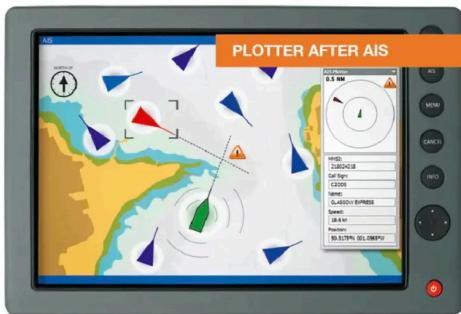 AIS
PLOTTER AFTER AIS
NORTH UP
AIS Plotter
0.5 NM
MMSI:
218024218
Call Sign:
CZ0DS
Name:
GLASGOW EXPRESS
Speed:
18.6 kn
Position:
AIS
MENU
CANCEL
INFO